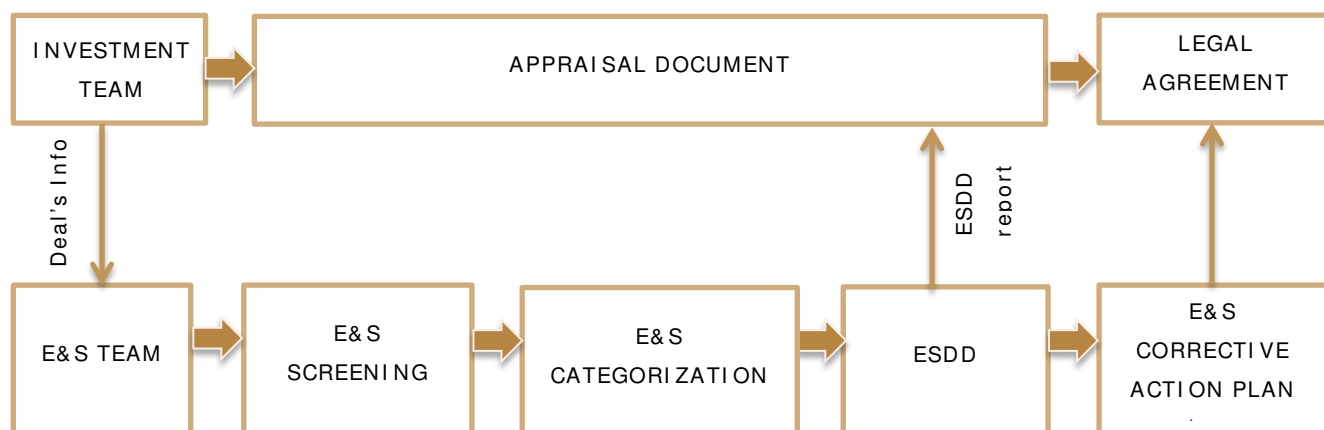 INVESTMENT
TEAM
APPRAISAL DOCUMENT
LEGAL
AGREEMENT
Deal's Info
ESDD
report
E&S TEAM
E&S
SCREENING
E&S
CATEGORIZATION
ESDD
E&S
CORRECTIVE
ACTION PLAN